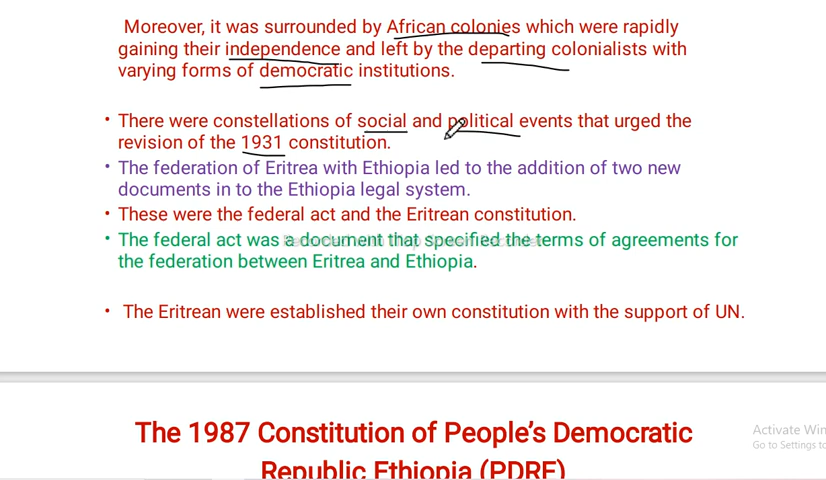 Moreover, it was surrounded by African colonies which were rapidly
gaining their independence and left by the departing colonialists with
varying forms of democratic institutions.
• There were constellations of social and political events that urged the
revision of the 1931 constitution.
• The federation of Eritrea with Ethiopia led to the addition of two new
documents in to the Ethiopia legal system.
• These were the federal act and the Eritrean constitution.
• The federal act was a document that specified the terms of agreements for
the federation between Eritrea and Ethiopia.
• The Eritrean were established their own constitution with the support of UN.
The 1987 Constitution of People's Democratic
Republic Ethiopia (PDRE)
Activate Win
Go to Settings to